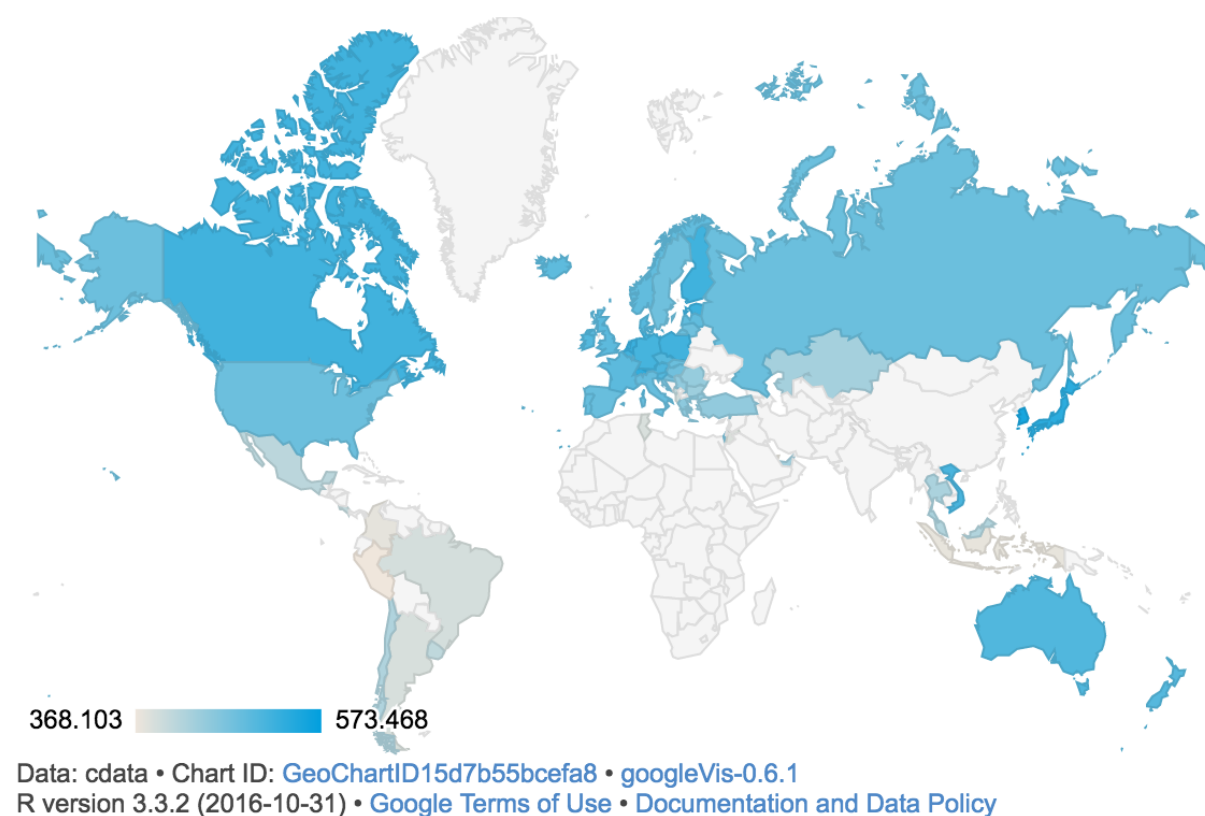 368.103 573.468
Data: cdata • Chart ID: GeoChartID15d7b55bcefa8 • googleVis-0.6.1
R version 3.3.2 (2016-10-31) • Google Terms of Use • Documentation and Data Policy